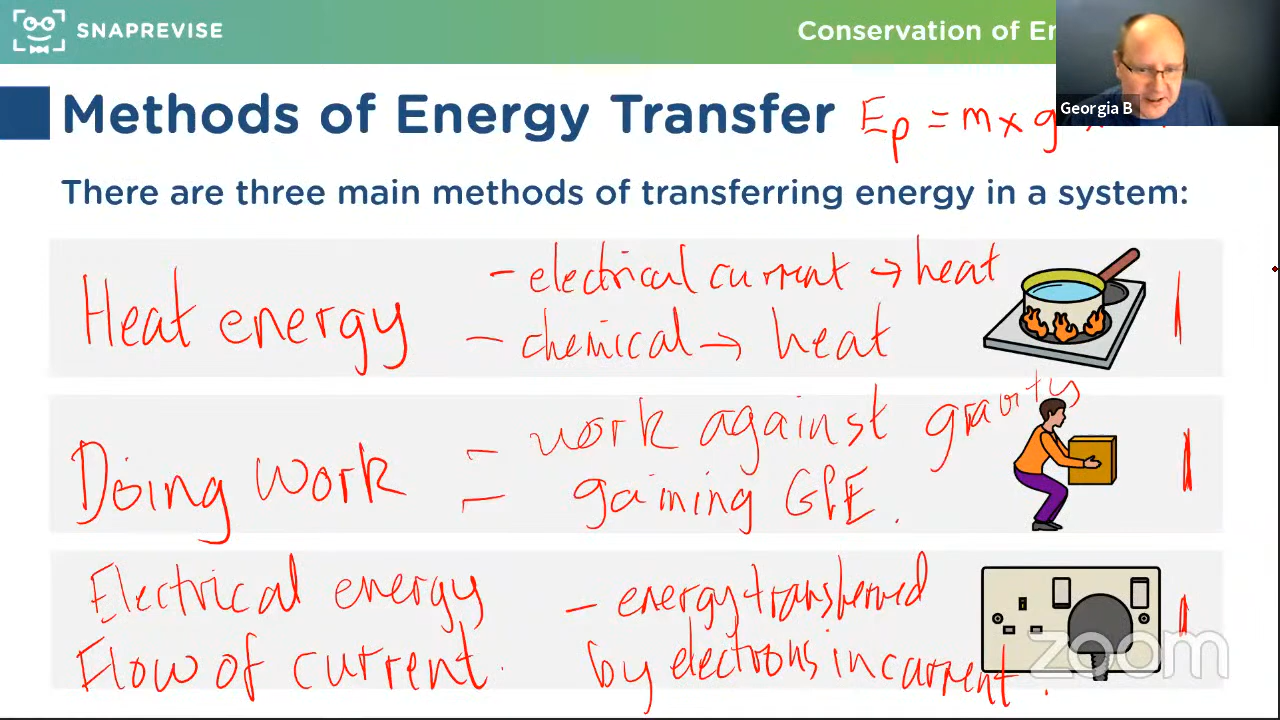 SNAPREVISE
Conservation of En
Georgia B
Methods of Energy Transfer
Ep = m x g x
There are three main methods of transferring energy in a system:
Heat energy
- electrical current → heat
- chemical → heat
Doing work
- work against gravity
- gaining GPE.
Electrical energy
Flow of current.
- energy transferred
by electrons in current.
zoom